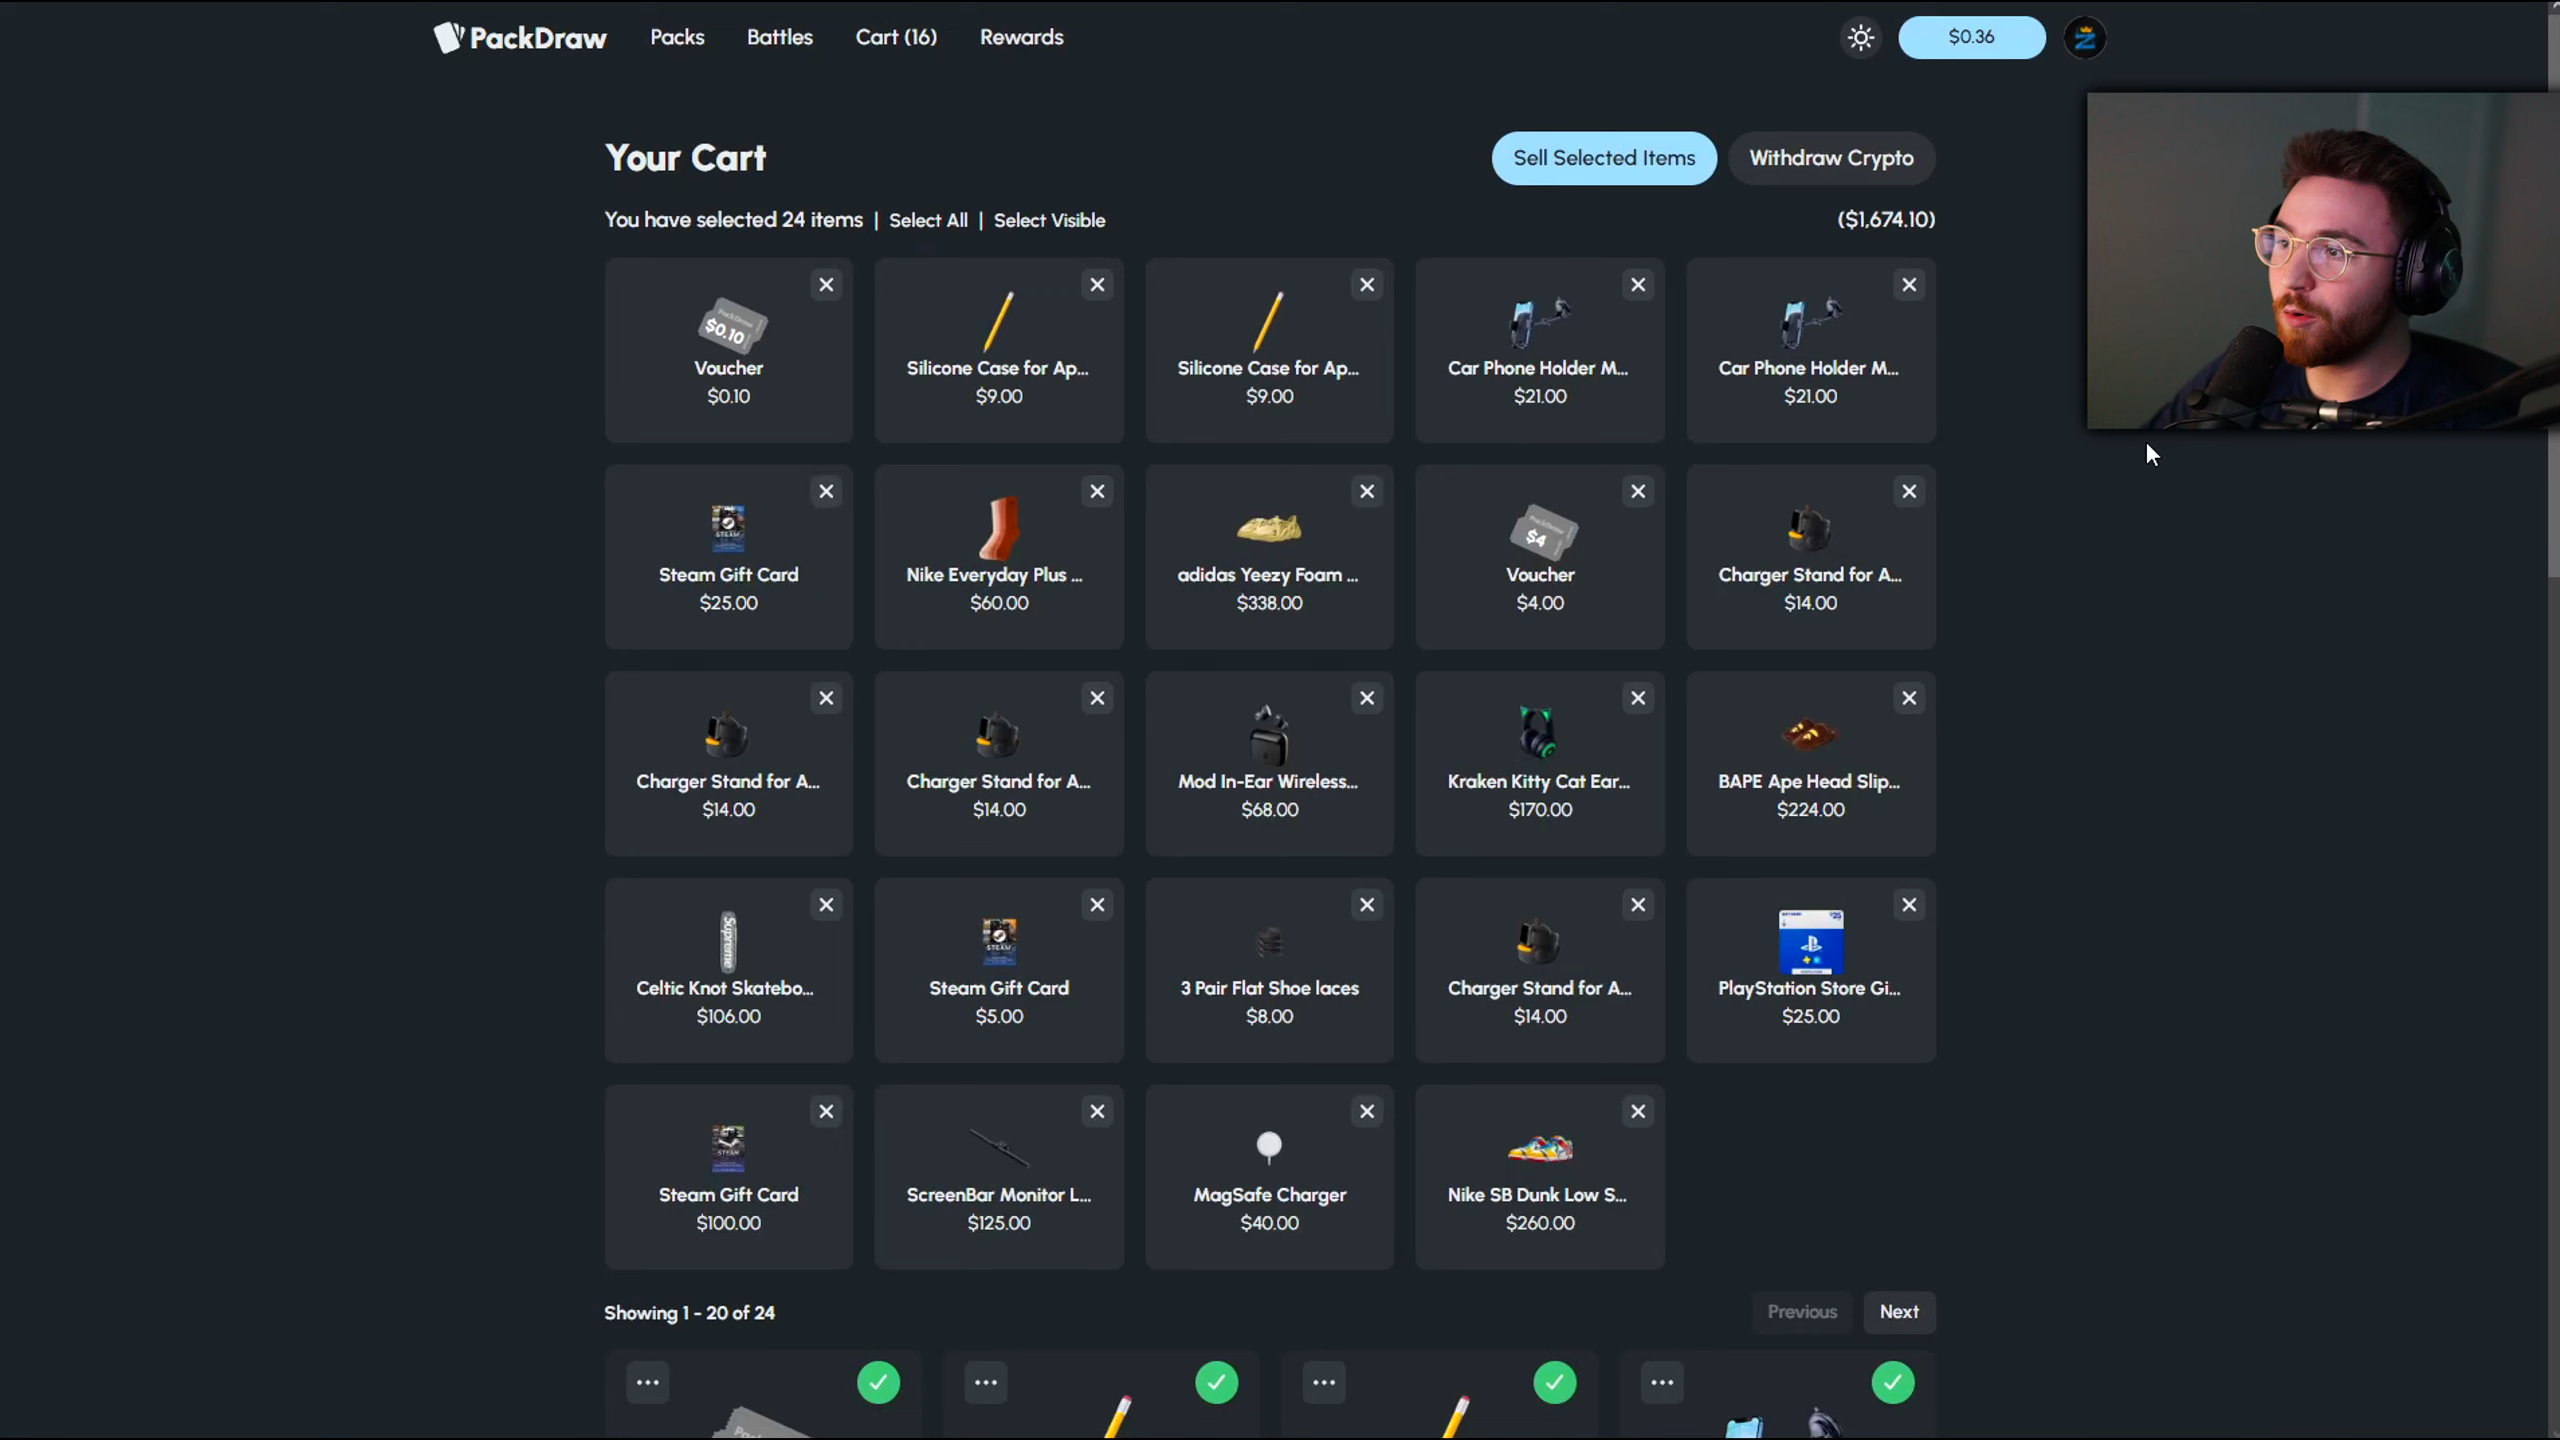 PackDraw Packs Battles Cart (16) Rewards $0.36
Your Cart Sell Selected Items Withdraw Crypto
You have selected 24 items | Select All | Select Visible ($1,674.10)
$0.10
Voucher Silicone Case for Ap... Silicone Case for Ap... Car Phone Holder M... Car Phone Holder M...
$0.10 $9.00 $9.00 $21.00 $21.00
STEAM $4
Steam Gift Card Nike Everyday Plus ... adidas Yeezy Foam ... Voucher Charger Stand for A...
$25.00 $60.00 $338.00 $4.00 $14.00
Charger Stand for A... Charger Stand for A... Mod In-Ear Wireless... Kraken Kitty Cat Ear... BAPE Ape Head Slip...
$14.00 $14.00 $68.00 $170.00 $224.00
Supreme STEAM
Celtic Knot Skatebo... Steam Gift Card 3 Pair Flat Shoe laces Charger Stand for A... PlayStation Store Gi...
$106.00 $5.00 $8.00 $14.00 $25.00
STEAM
Steam Gift Card ScreenBar Monitor L... MagSafe Charger Nike SB Dunk Low S...
$100.00 $125.00 $40.00 $260.00
Showing 1 - 20 of 24 Previous Next